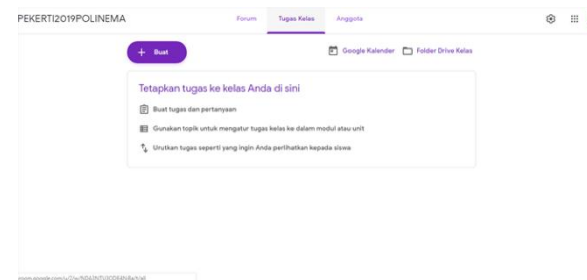 PEKERTI2019POLINEMA
Forum
Tugas Kelas
Anggota
Buat
Google Kalender
Folder Drive Kelas
Tetapkan tugas ke kelas Anda di sini
Buat tugas dan pertanyaan
Gunakan topik untuk mengatur tugas kelas ke dalam modul atau unit
Urutkan tugas seperti yang ingin Anda perlihatkan kepada siswa